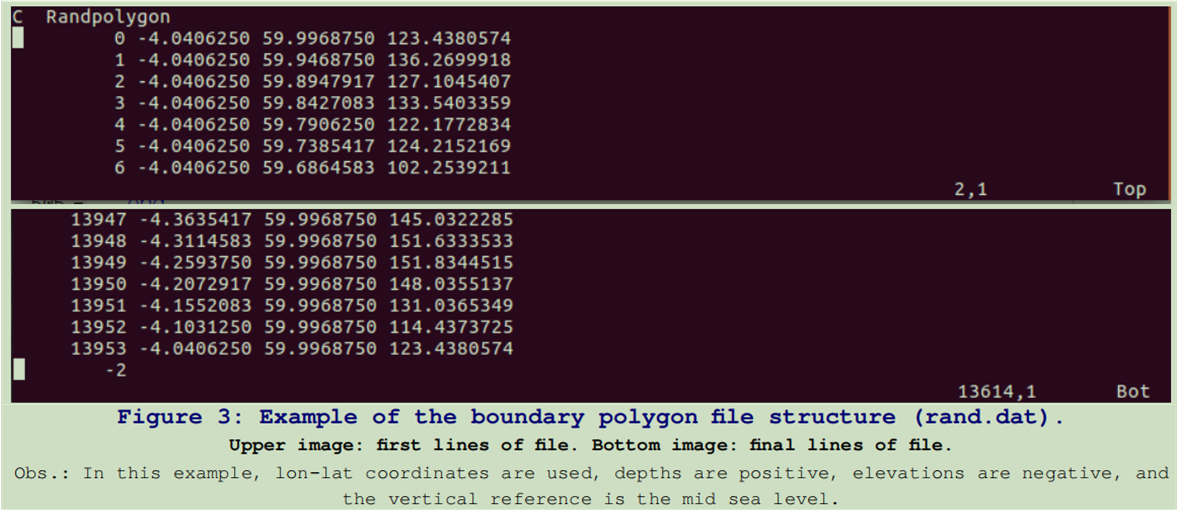 C  Randpolygon
0 -4.0406250 59.9968750 123.4380574
1 -4.0406250 59.9468750 136.2699918
2 -4.0406250 59.8947917 127.1045407
3 -4.0406250 59.8427083 133.5403359
4 -4.0406250 59.7906250 122.1772834
5 -4.0406250 59.7385417 124.2152169
6 -4.0406250 59.6864583 102.2539211
2,1 Top
13947 -4.3635417 59.9968750 145.0322285
13948 -4.3114583 59.9968750 151.6333533
13949 -4.2593750 59.9968750 151.8344515
13950 -4.2072917 59.9968750 148.0355137
13951 -4.1552083 59.9968750 131.0365349
13952 -4.1031250 59.9968750 114.4373725
13953 -4.0406250 59.9968750 123.4380574
-2
13614,1 Bot
Figure 3: Example of the boundary polygon file structure (rand.dat).
Upper image: first lines of file. Bottom image: final lines of file.
Obs.: In this example, lon-lat coordinates are used, depths are positive, elevations are negative, and
the vertical reference is the mid sea level.